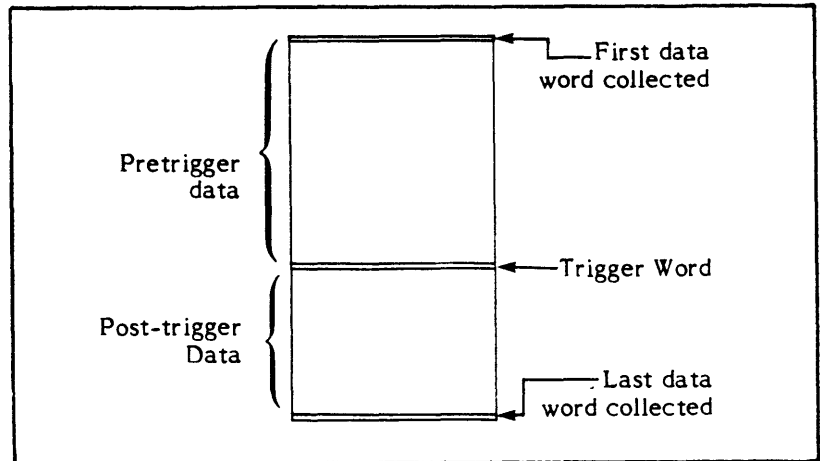 First data
word collected
Pretrigger
data
Trigger Word
Post-trigger
Data
Last data
word collected